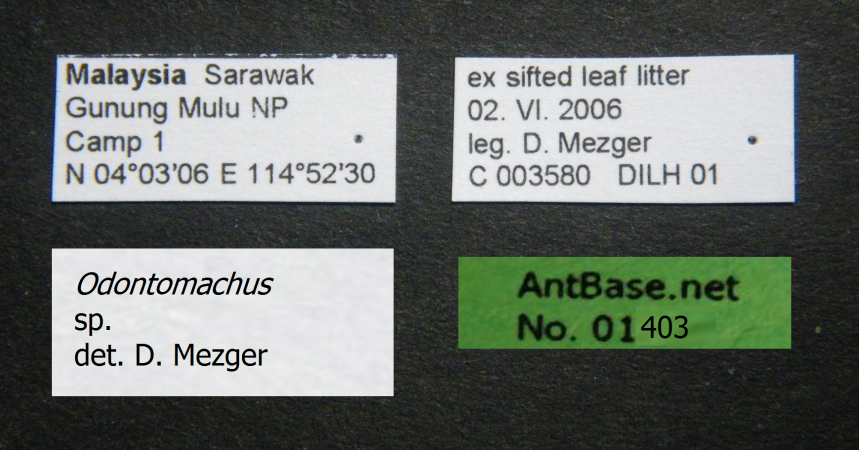 Malaysia Sarawak
Gunung Mulu NP
Camp 1
N 04°03'06 E 114°52'30
ex sifted leaf litter
02. VI. 2006
leg. D. Mezger
C 003580 DILH 01
Odontomachus
sp.
det. D. Mezger
AntBase.net
No. 01403